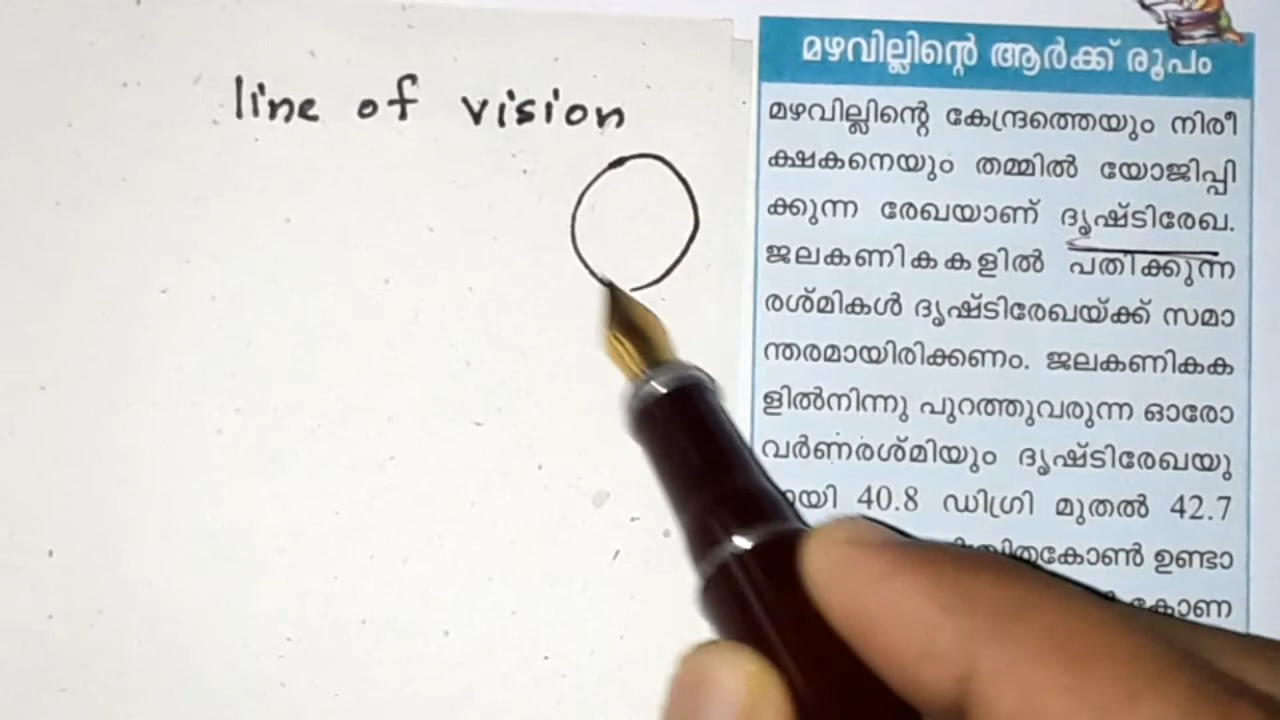 line of vision
മഴവില്ലിന്റെ ആർക്ക് രൂപം
മഴവില്ലിന്റെ കേന്ദ്രത്തെയും നിരീ
ക്ഷകനെയും തമ്മിൽ യോജിപ്പി
ക്കുന്ന രേഖയാണ് ദൃഷ്ടിരേഖ.
ജലകണികകളിൽ പതിക്കുന്ന
രശ്മികൾ ദൃഷ്ടിരേഖയ്ക്ക് സമാ
ന്തരമായിരിക്കണം. ജലകണികക
ളിൽനിന്നു പുറത്തുവരുന്ന ഓരോ
വർണരശ്മിയും ദൃഷ്ടിരേഖയു
മായി 40.8 ഡിഗ്രി മുതൽ 42.7
ഉണ്ടാ
കോണ